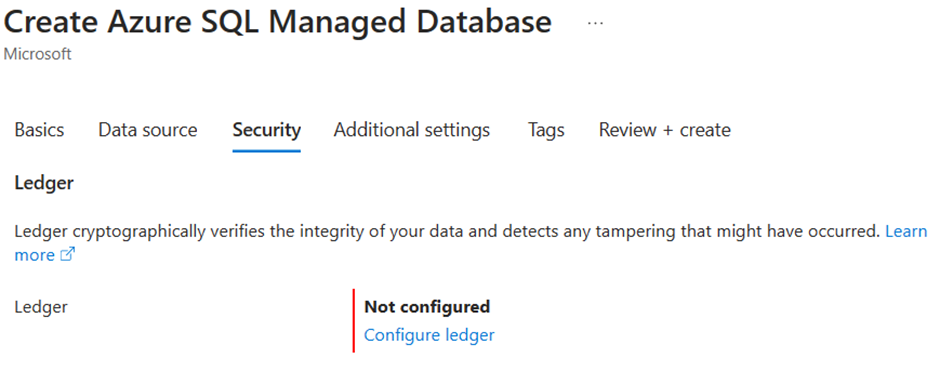 Create Azure SQL Managed Database ...
Microsoft
Basics Data source Security Additional settings Tags Review + create
Ledger
Ledger cryptographically verifies the integrity of your data and detects any tampering that might have occurred. Learn
more
Ledger Not configured
Configure ledger